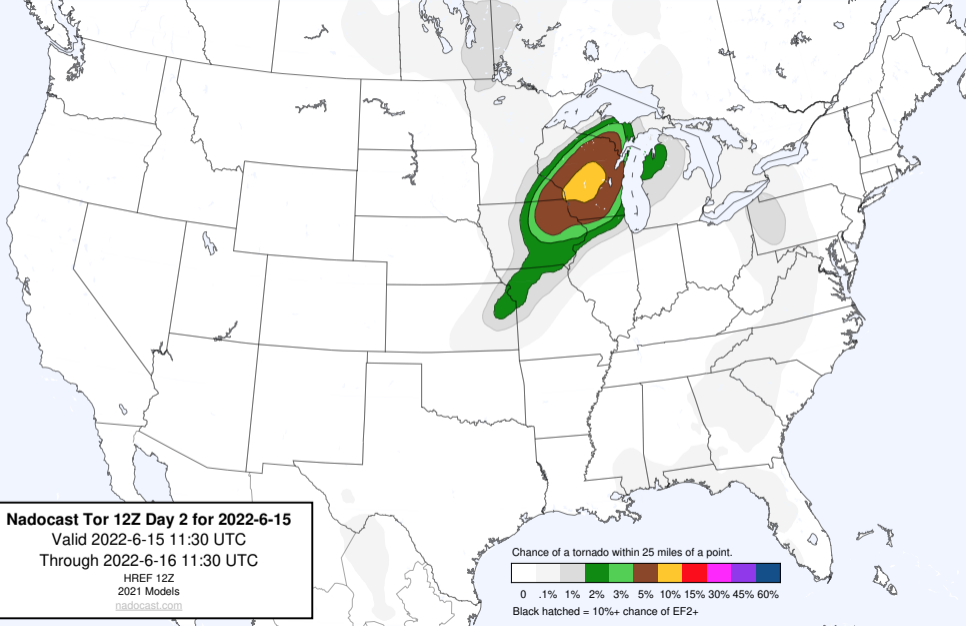 Nadocast Tor 12Z Day 2 for 2022-6-15
Valid 2022-6-15 11:30 UTC
Through 2022-6-16 11:30 UTC
HREF 12Z
2021 Models
nadocast.com
Chance of a tornado within 25 miles of a point.
0 .1% 1% 2% 3% 5% 10% 15% 30% 45% 60%
Black hatched = 10%+ chance of EF2+